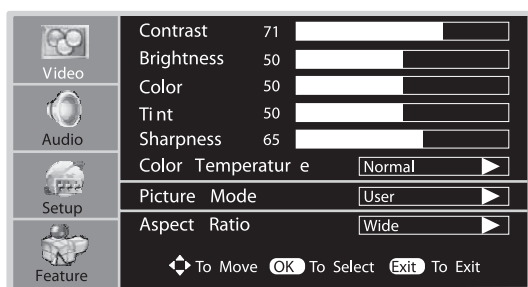 Video
Audio
Setup
Feature
Contrast 71
Brightness 50
Color 50
Tint 50
Sharpness 65
Color Temperatur e Normal
Picture Mode User
Aspect Ratio Wide
To Move OK To Select Exit To Exit